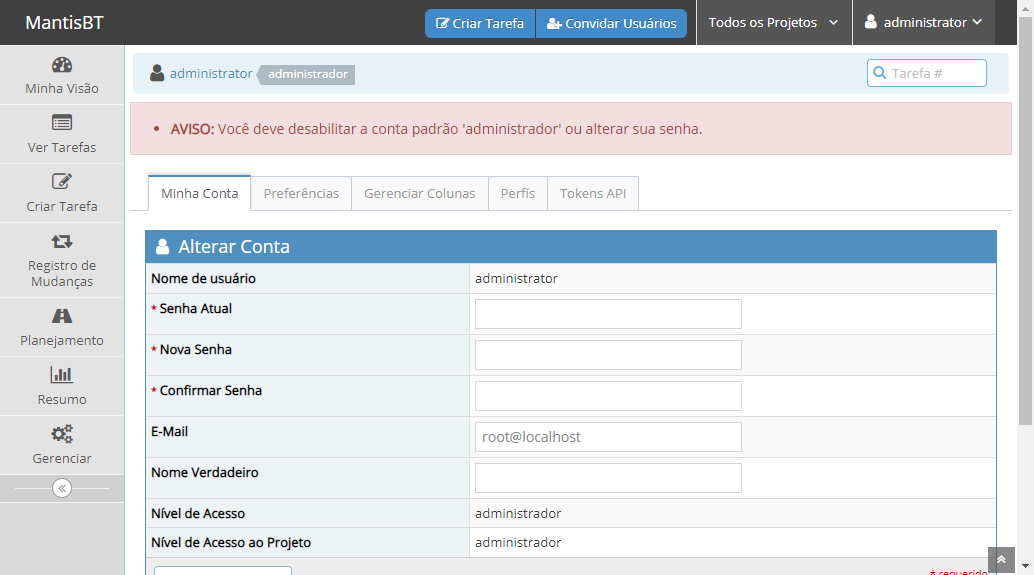 MantisBT
Criar Tarefa
Convidar Usuários
Todos os Projetos
administrator
Minha Visão
Ver Tarefas
Criar Tarefa
Registro de
Mudanças
Planejamento
Resumo
Gerenciar
administrator
administrador
Tarefa #
AVISO: Você deve desabilitar a conta padrão 'administrador' ou alterar sua senha.
Minha Conta
Preferências
Gerenciar Colunas
Perfís
Tokens API
Alterar Conta
Nome de usuário
administrator
* Senha Atual
* Nova Senha
* Confirmar Senha
E-Mail
root@localhost
Nome Verdadeiro
Nível de Acesso
administrador
Nível de Acesso ao Projeto
administrador
* requerido